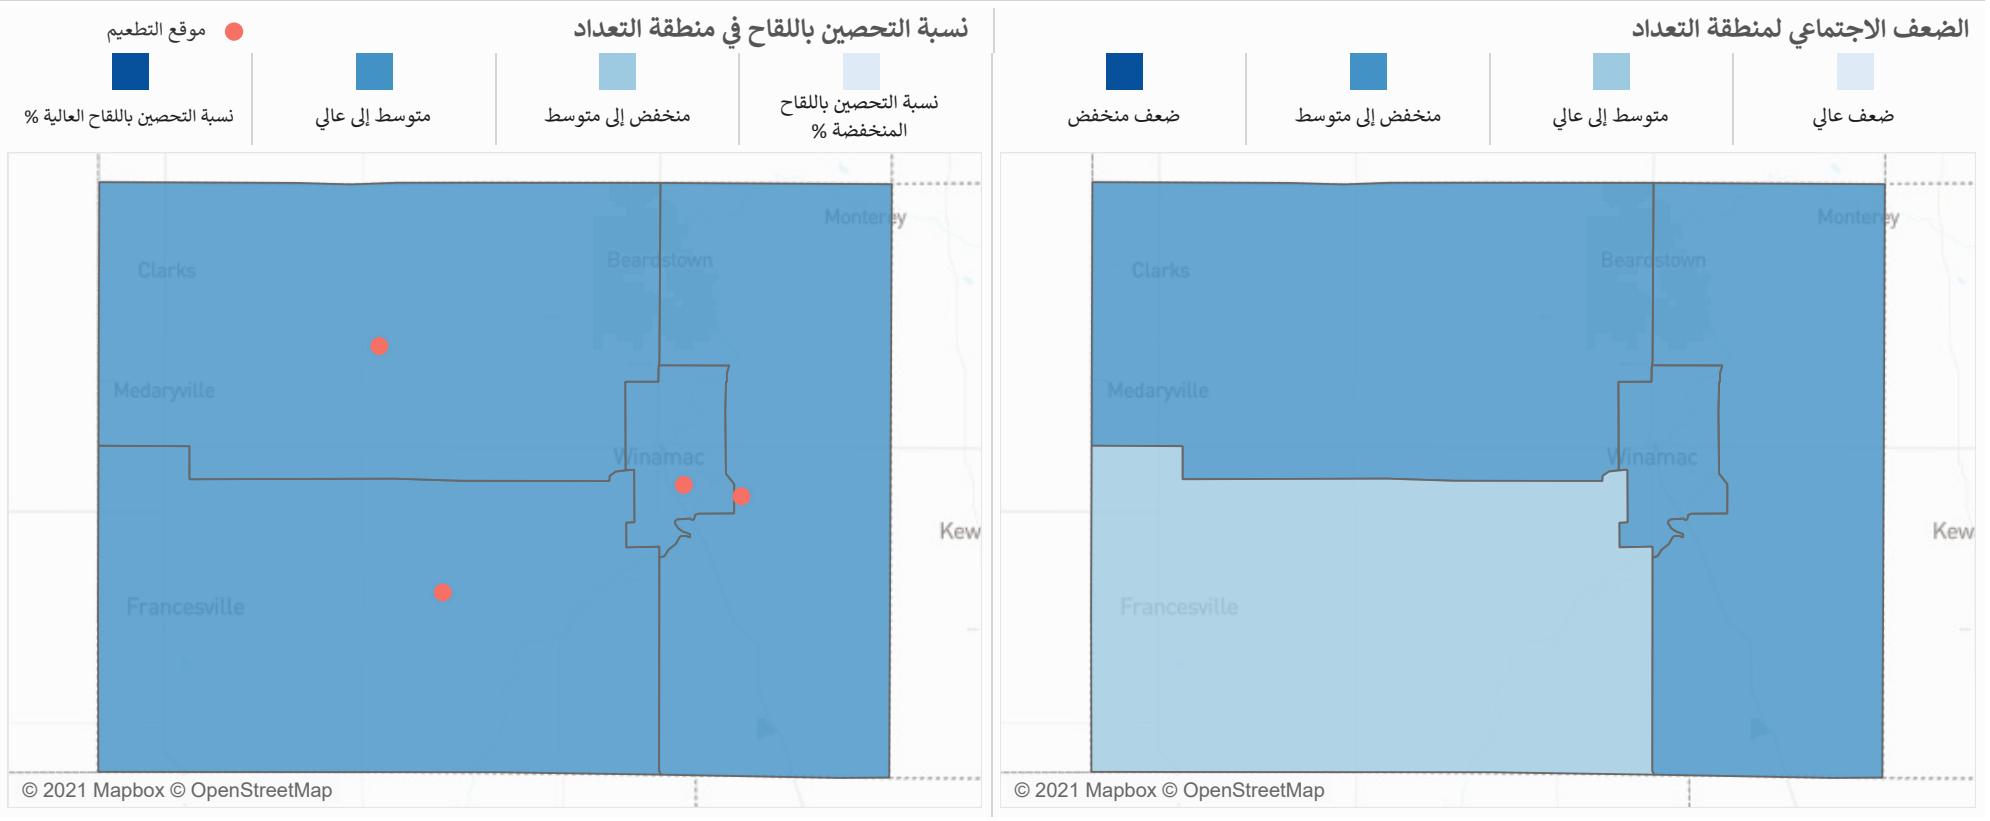 الضعف الاجتماعي لمنطقة التعداد
ضعف عالي
متوسط إلى عالي
منخفض إلى متوسط
ضعف منخفض
Monterey
Beardstown
Clarks
Medaryville
Winamac
Kew
Francesville
© 2021 Mapbox © OpenStreetMap
نسبة التحصين باللقاح في منطقة التعداد
موقع التطعيم
نسبة التحصين باللقاح
المنخفضة %
منخفض إلى متوسط
متوسط إلى عالي
نسبة التحصين باللقاح العالية %
Monterey
Beardstown
Clarks
Medaryville
Winamac
Kew
Francesville
© 2021 Mapbox © OpenStreetMap